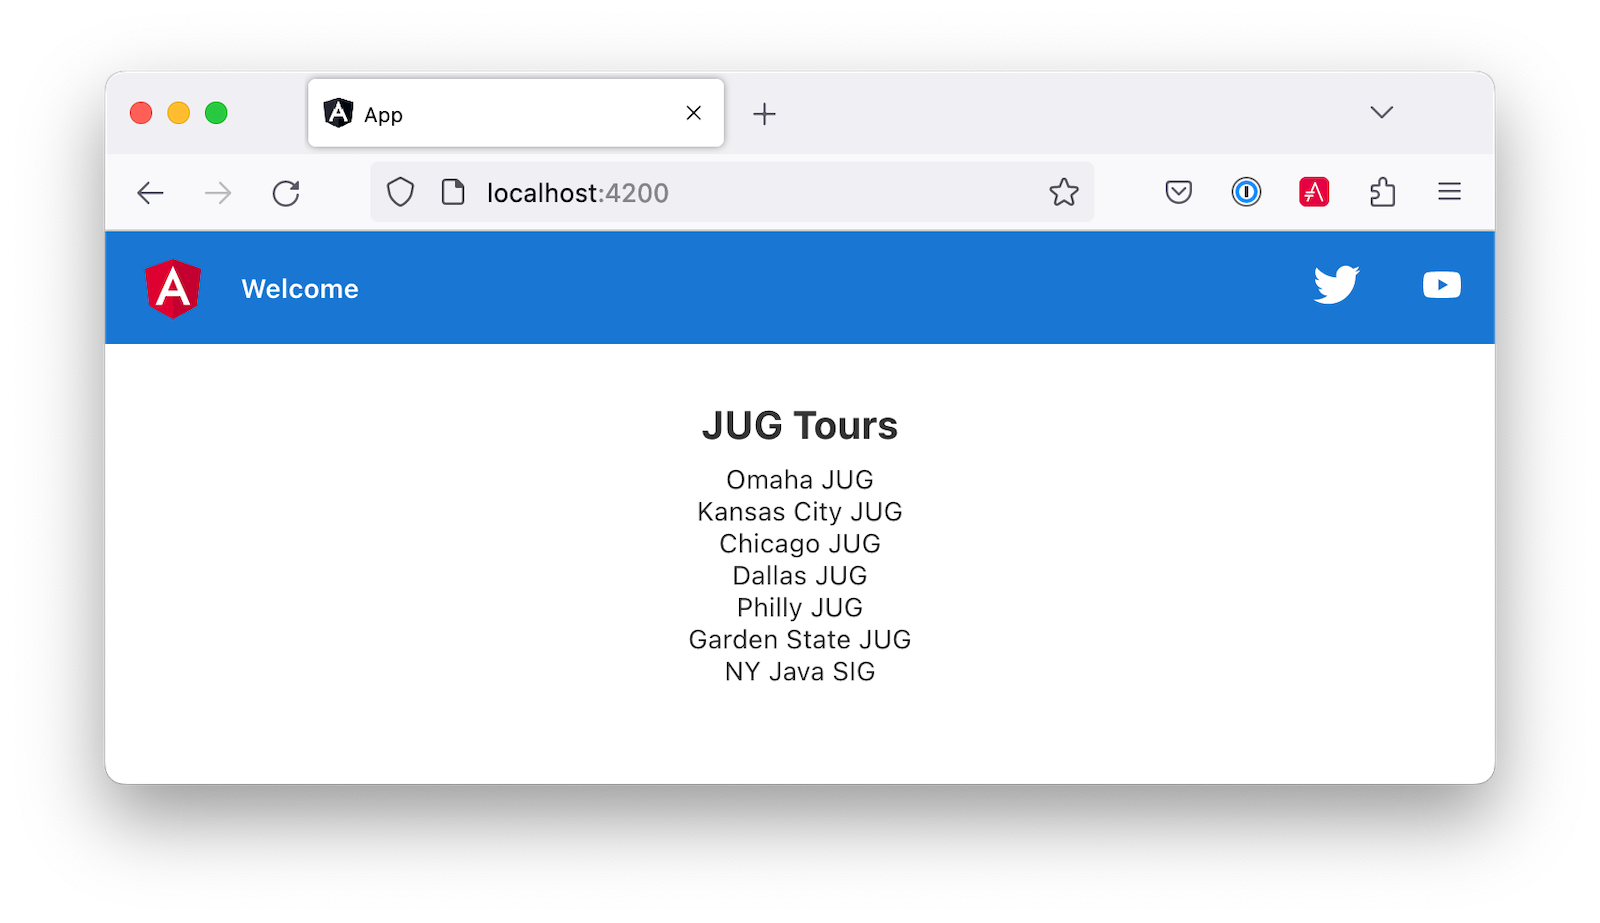 App
localhost:4200
Welcome
JUG Tours
Omaha JUG
Kansas City JUG
Chicago JUG
Dallas JUG
Philly JUG
Garden State JUG
NY Java SIG